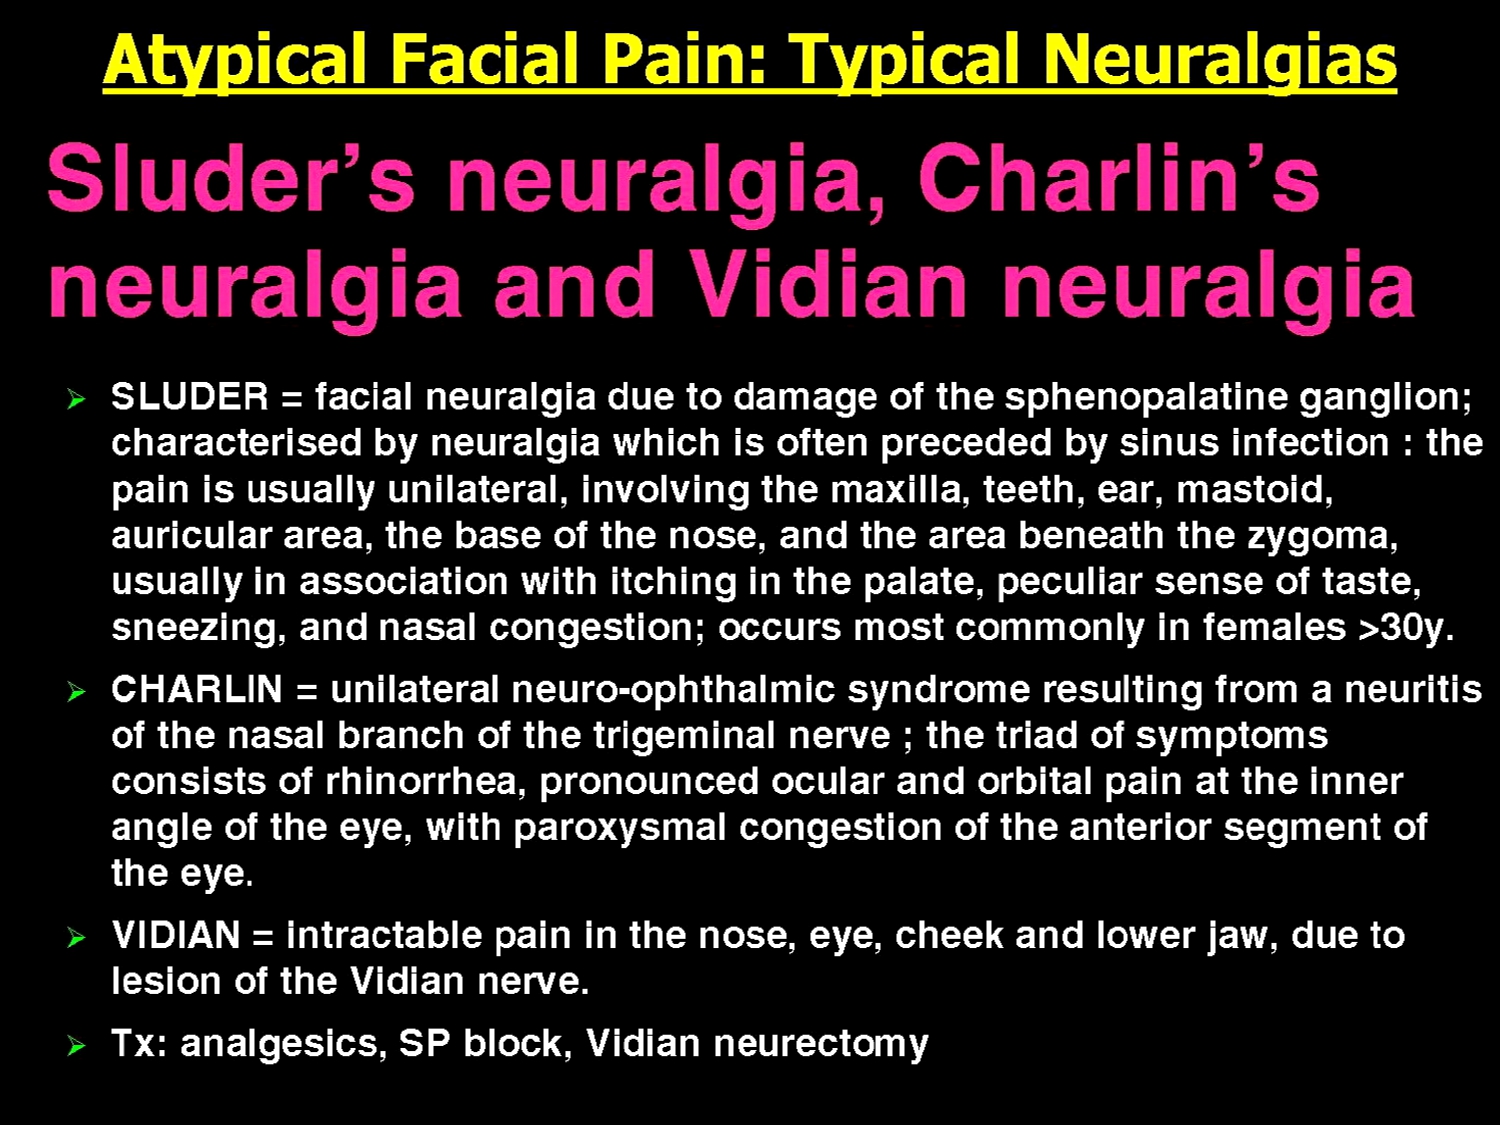 Atypical Facial Pain: Typical Neuralgias
Sluder’s neuralgia, Charlin’s
neuralgia and Vidian neuralgia
SLUDER = facial neuralgia due to damage of the sphenopalatine ganglion;
characterised by neuralgia which is often preceded by sinus infection : the
pain is usually unilateral, involving the maxilla, teeth, ear, mastoid,
auricular area, the base of the nose, and the area beneath the zygoma,
usually in association with itching in the palate, peculiar sense of taste,
sneezing, and nasal congestion; occurs most commonly in females >30y.
CHARLIN = unilateral neuro-ophthalmic syndrome resulting from a neuritis
of the nasal branch of the trigeminal nerve ; the triad of symptoms
consists of rhinorrhea, pronounced ocular and orbital pain at the inner
angle of the eye, with paroxysmal congestion of the anterior segment of
the eye.
VIDIAN = intractable pain in the nose, eye, cheek and lower jaw, due to
lesion of the Vidian nerve.
Tx: analgesics, SP block, Vidian neurectomy